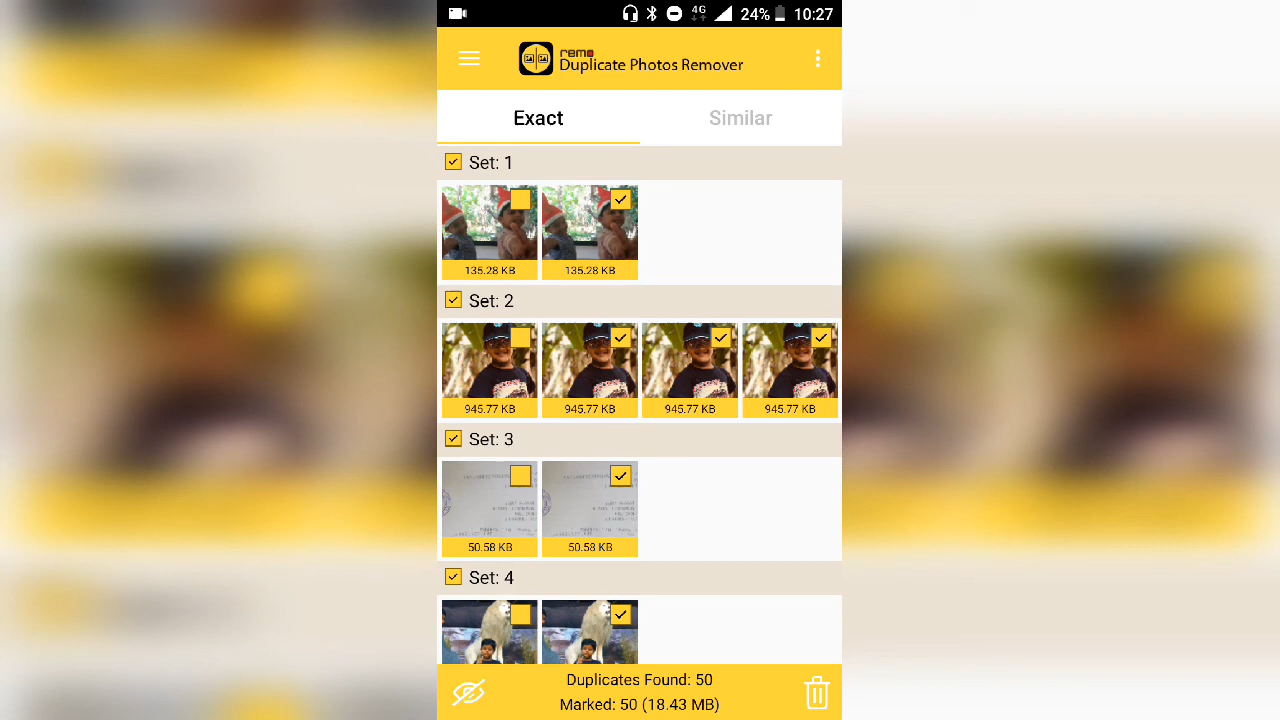 24% 10:27
4G
remo
Duplicate Photos Remover
Exact Similar
Set: 1
135.28 KB 135.28 KB
Set: 2
945.77 KB 945.77 KB 945.77 KB 945.77 KB
Set: 3
50.58 KB 50.58 KB
Set: 4
Duplicates Found: 50
Marked: 50 (18.43 MB)